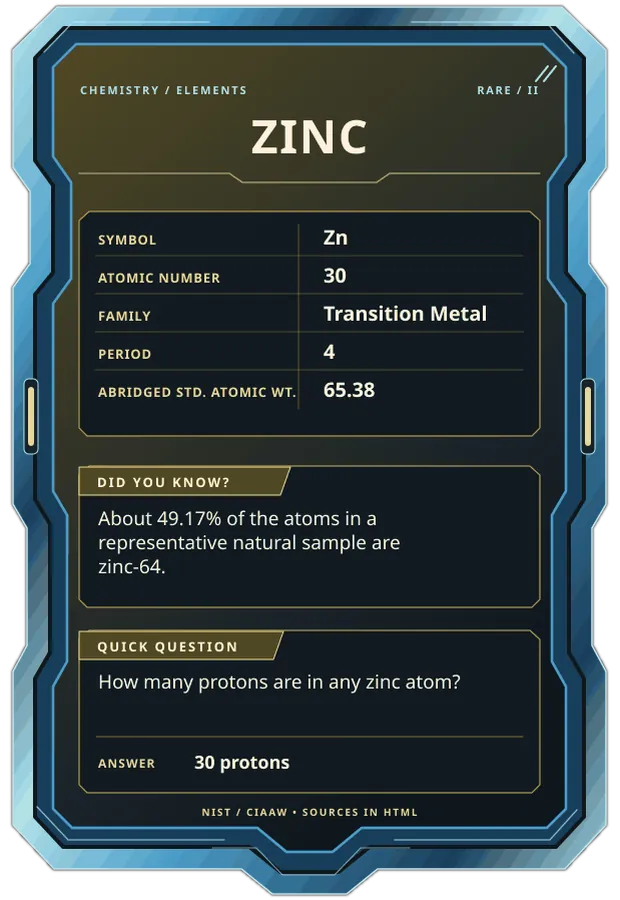 CHEMISTRY / ELEMENTS
RARE / II
ZINC
SYMBOL Zn
ATOMIC NUMBER 30
FAMILY Transition Metal
PERIOD 4
ABRIDGED STD. ATOMIC WT. 65.38
DID YOU KNOW?
About 49.17% of the atoms in a
representative natural sample are
zinc-64.
QUICK QUESTION
How many protons are in any zinc atom?
ANSWER 30 protons
NIST / CIAAW • SOURCES IN HTML